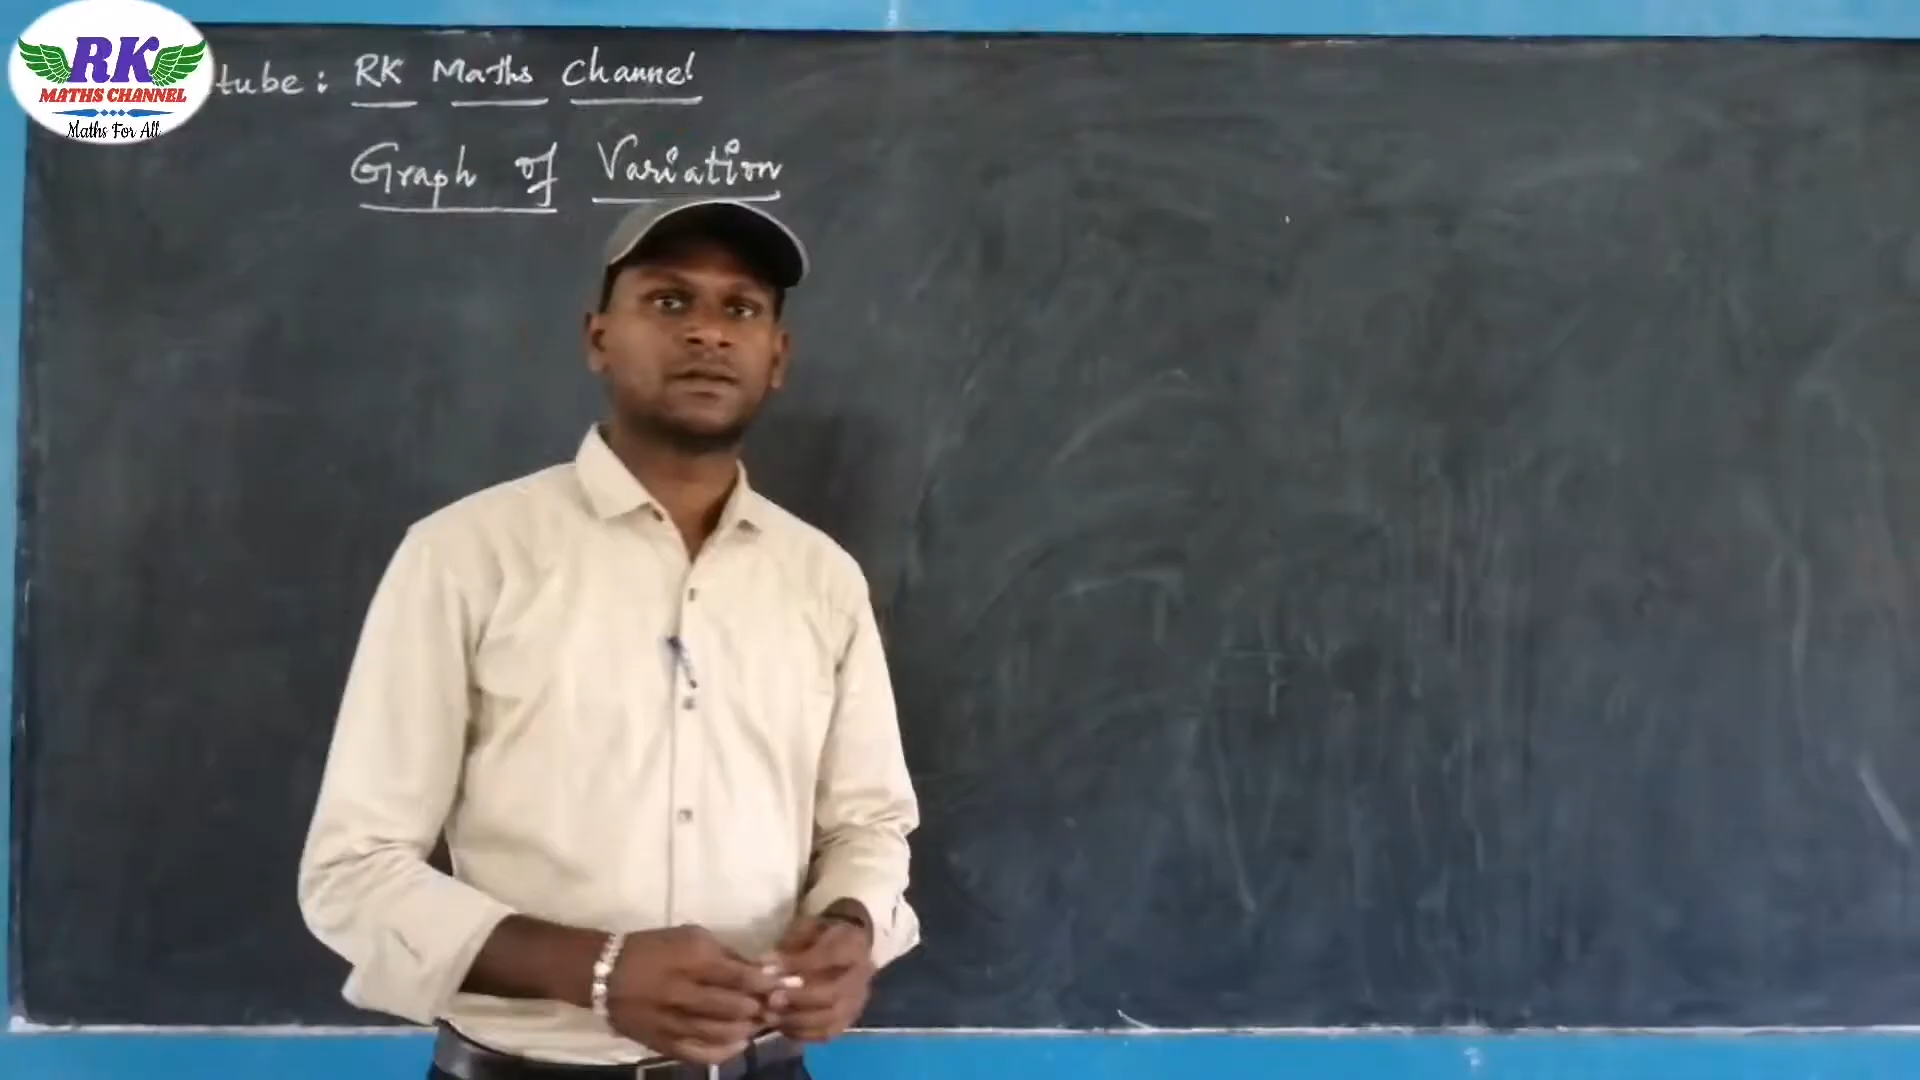 RK
MATHS CHANNEL
Maths For All
tube: RK Maths Channel
Graph of Variation